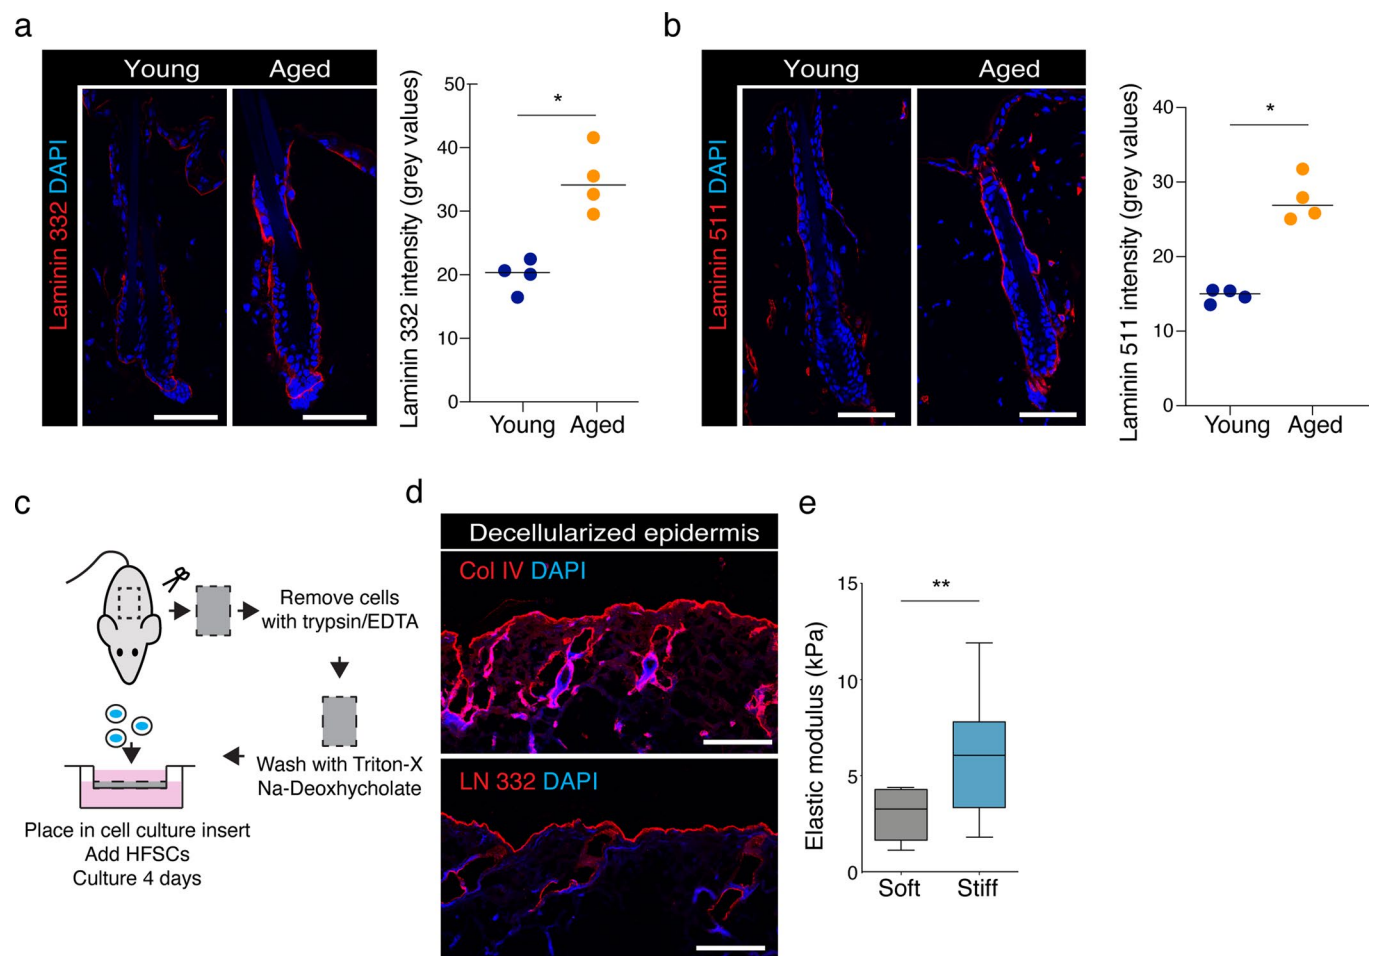 a
Young Aged
Laminin 332 DAPI
Laminin 332 intensity (grey values)
50
40
30
20
10
0
*
Young Aged
b
Young Aged
Laminin 511 DAPI
Laminin 511 intensity (grey values)
40
30
20
10
0
*
Young Aged
c
Remove cells
with trypsin/EDTA
Wash with Triton-X
Na-Deoxhycholate
Place in cell culture insert
Add HFSCs
Culture 4 days
d
Decellularized epidermis
Col IV DAPI
LN 332 DAPI
e
Elastic modulus (kPa)
15
10
5
0
**
Soft Stiff